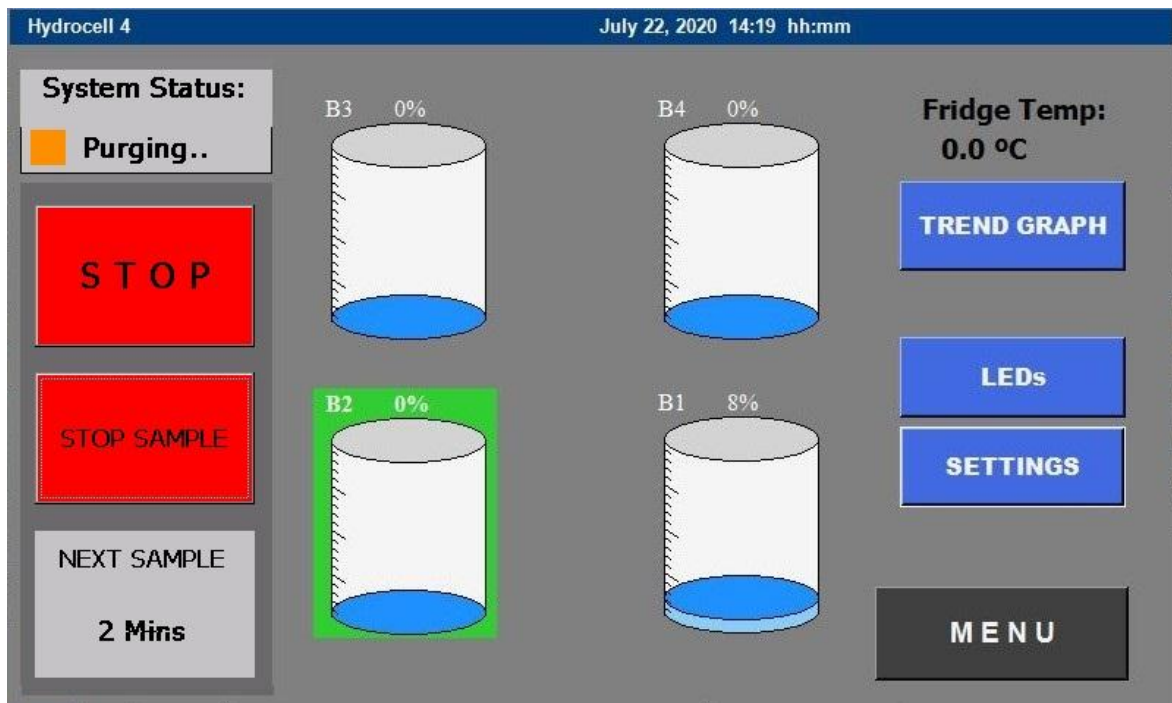 Hydrocell 4
July 22, 2020 14:19 hh:mm
System Status:
Purging..
STOP
STOP SAMPLE
NEXT SAMPLE
2 Mins
B3 0%
B4 0%
B2 0%
B1 8%
Fridge Temp:
0.0 ºC
TREND GRAPH
LEDs
SETTINGS
MENU